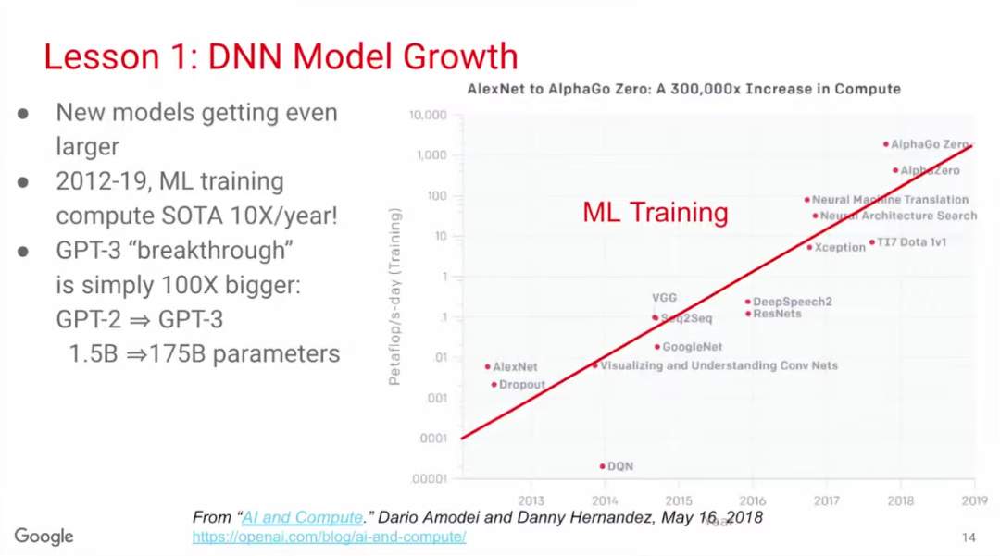 Lesson 1: DNN Model Growth
● New models getting even
larger
● 2012-19, ML training
compute SOTA 10X/year!
● GPT-3 “breakthrough”
is simply 100X bigger:
GPT-2 ⇒ GPT-3
1.5B ⇒175B parameters
AlexNet to AlphaGo Zero: A 300,000x Increase in Compute
10,000
1,000
100
10
1
.1
.01
.001
.0001
.00001
Petaflop/s-day (Training)
ML Training
AlphaGo Zero
AlphaZero
Neural Machine Translation
Neural Architecture Search
TI7 Dota 1v1
Xception
VGG
DeepSpeech2
Seq2Seq
ResNets
GoogleNet
AlexNet
Visualizing and Understanding Conv Nets
Dropout
DQN
2013
2014
2015
2016
2017
2018
2019
Year
From “AI and Compute.” Dario Amodei and Danny Hernandez, May 16, 2018
https://openai.com/blog/ai-and-compute/
Google
14